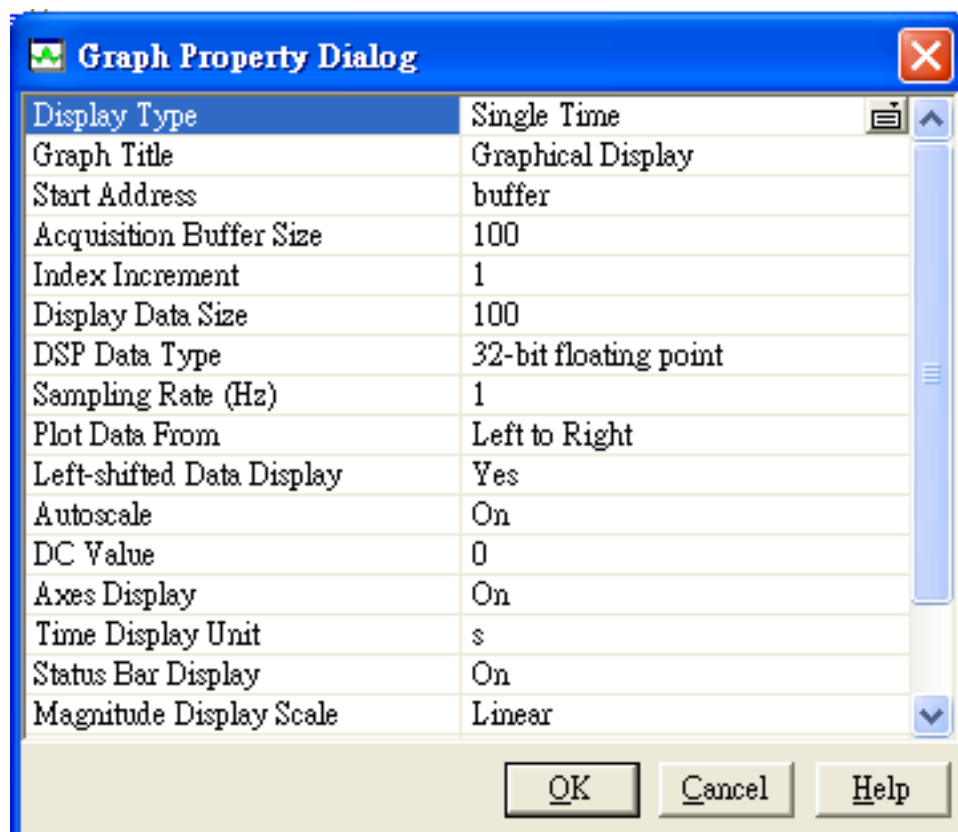 Graph Property Dialog
Display Type Single Time
Graph Title Graphical Display
Start Address buffer
Acquisition Buffer Size 100
Index Increment 1
Display Data Size 100
DSP Data Type 32-bit floating point
Sampling Rate (Hz) 1
Plot Data From Left to Right
Left-shifted Data Display Yes
Autoscale On
DC Value 0
Axes Display On
Time Display Unit s
Status Bar Display On
Magnitude Display Scale Linear
OK Cancel Help